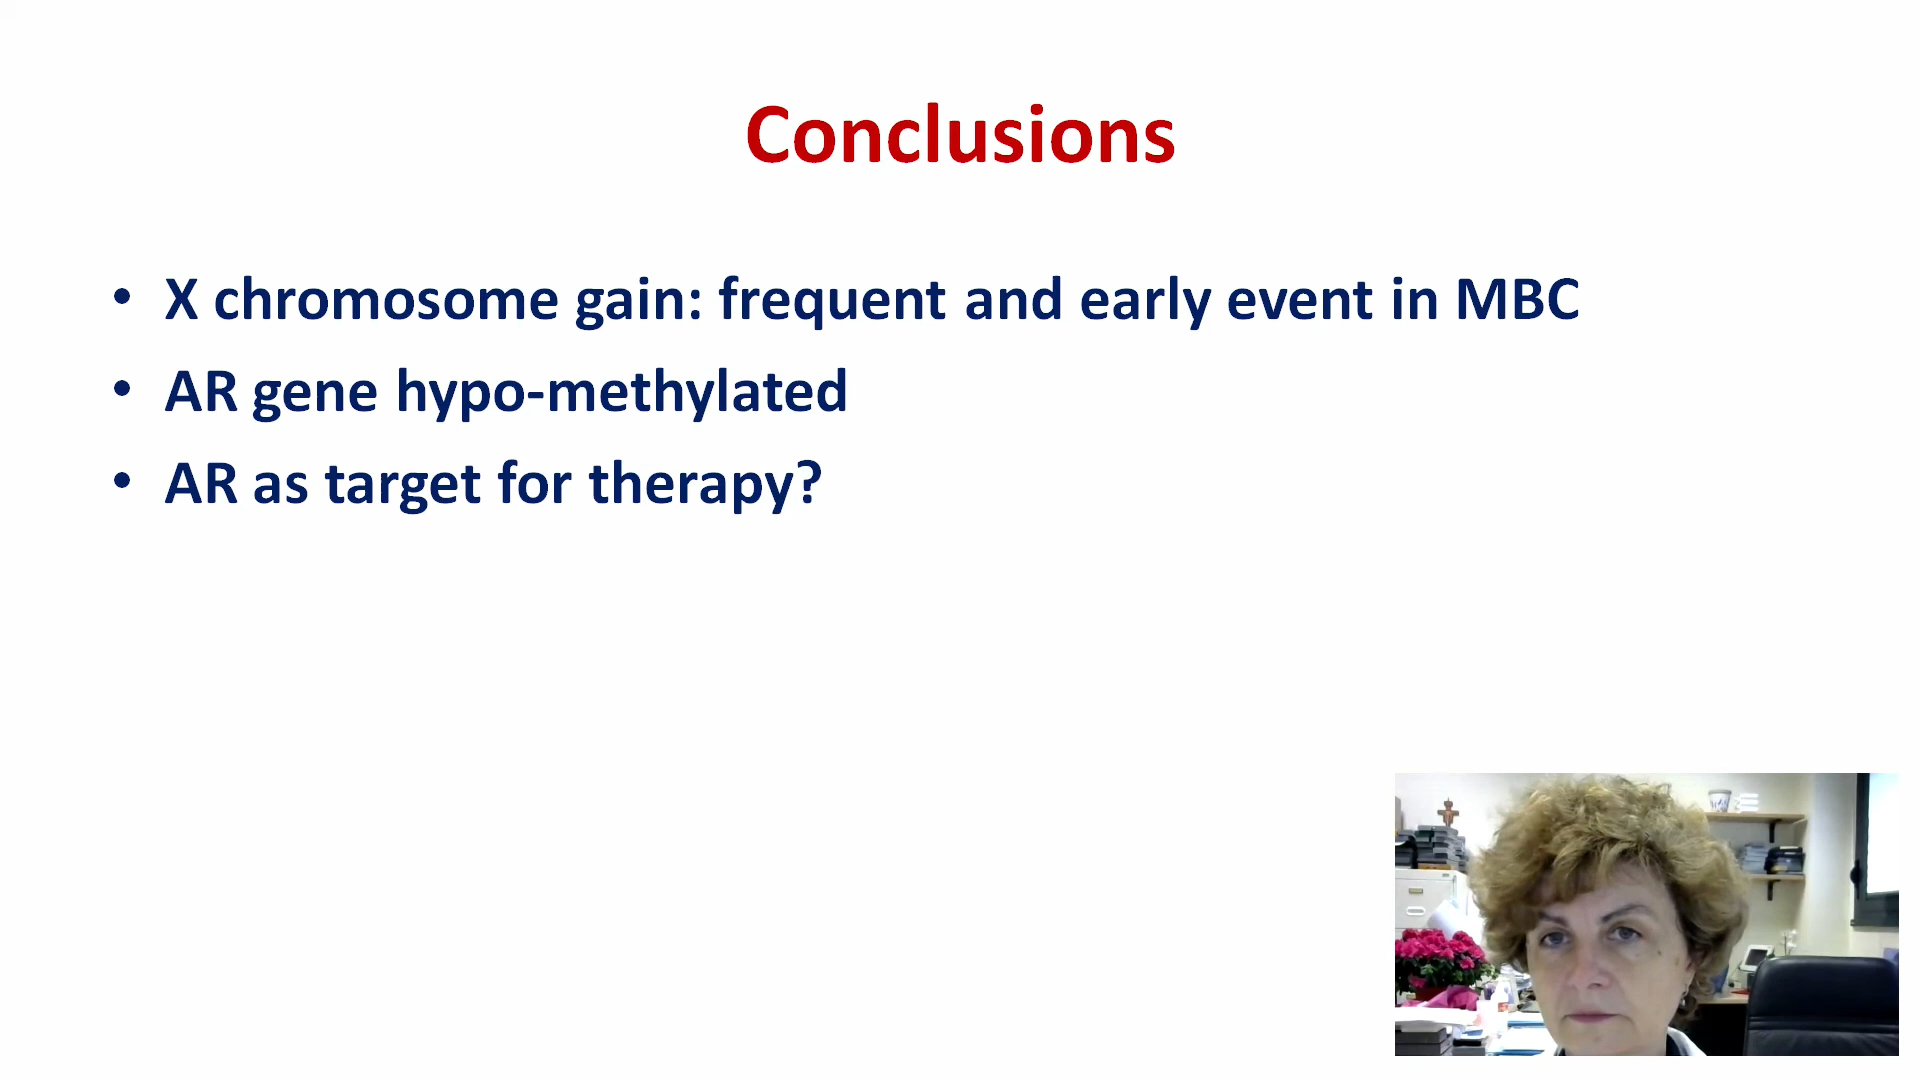 Conclusions
• X chromosome gain: frequent and early event in MBC
• AR gene hypo-methylated
• AR as target for therapy?